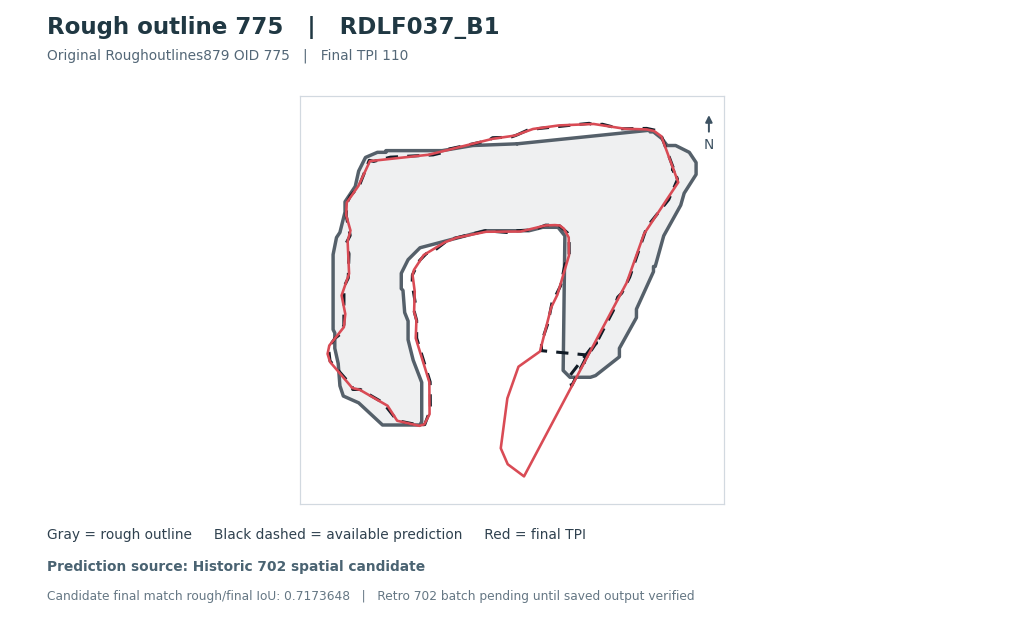 Rough outline 775   |   RDLF037_B1
Original Roughoutlines879 OID 775   |   Final TPI 110
N
Gray = rough outline     Black dashed = available prediction     Red = final TPI
Prediction source: Historic 702 spatial candidate
Candidate final match rough/final IoU: 0.7173648   |   Retro 702 batch pending until saved output verified